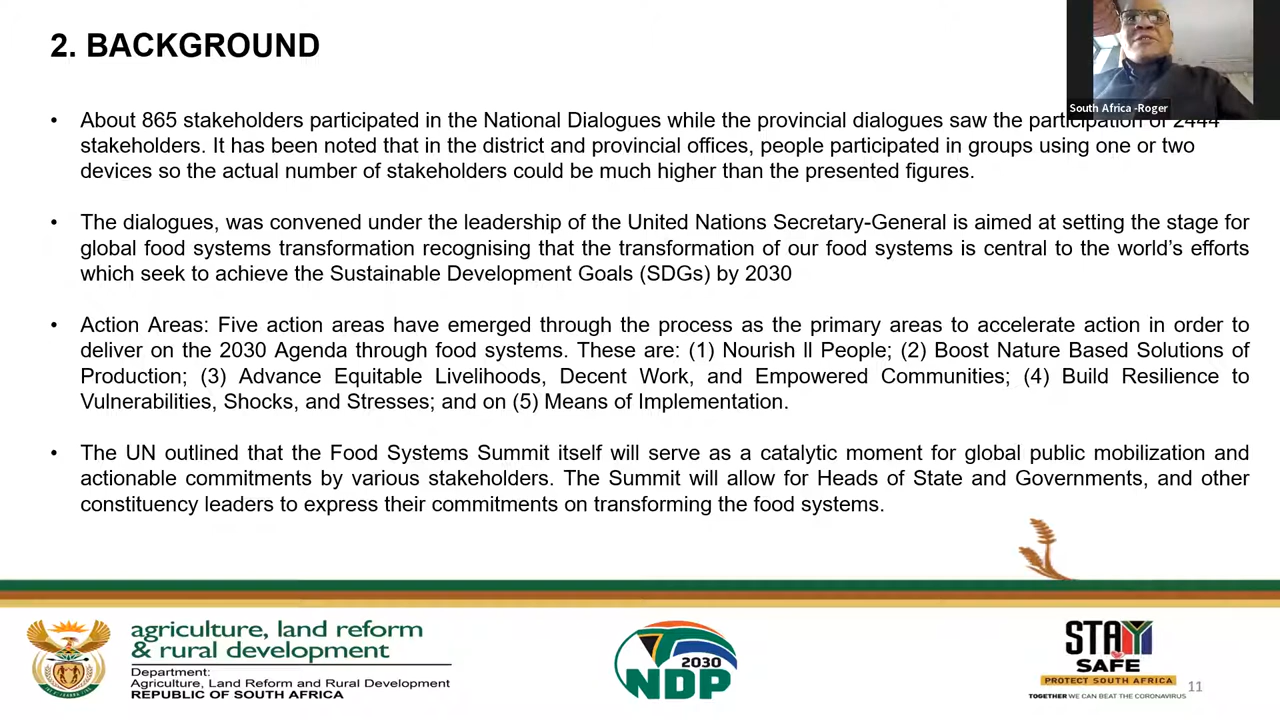 2. BACKGROUND
South Africa -Roger
• About 865 stakeholders participated in the National Dialogues while the provincial dialogues saw the participation of 2444
stakeholders. It has been noted that in the district and provincial offices, people participated in groups using one or two
devices so the actual number of stakeholders could be much higher than the presented figures.
• The dialogues, was convened under the leadership of the United Nations Secretary-General is aimed at setting the stage for
global food systems transformation recognising that the transformation of our food systems is central to the world's efforts
which seek to achieve the Sustainable Development Goals (SDGs) by 2030
• Action Areas: Five action areas have emerged through the process as the primary areas to accelerate action in order to
deliver on the 2030 Agenda through food systems. These are: (1) Nourish ll People; (2) Boost Nature Based Solutions of
Production; (3) Advance Equitable Livelihoods, Decent Work, and Empowered Communities; (4) Build Resilience to
Vulnerabilities, Shocks, and Stresses; and on (5) Means of Implementation.
• The UN outlined that the Food Systems Summit itself will serve as a catalytic moment for global public mobilization and
actionable commitments by various stakeholders. The Summit will allow for Heads of State and Governments, and other
constituency leaders to express their commitments on transforming the food systems.
agriculture, land reform
& rural development
Department:
Agriculture, Land Reform and Rural Development
REPUBLIC OF SOUTH AFRICA
2030
NDP
STAY
SAFE
PROTECT SOUTH AFRICA
TOGETHER WE CAN BEAT THE CORONAVIRUS
11